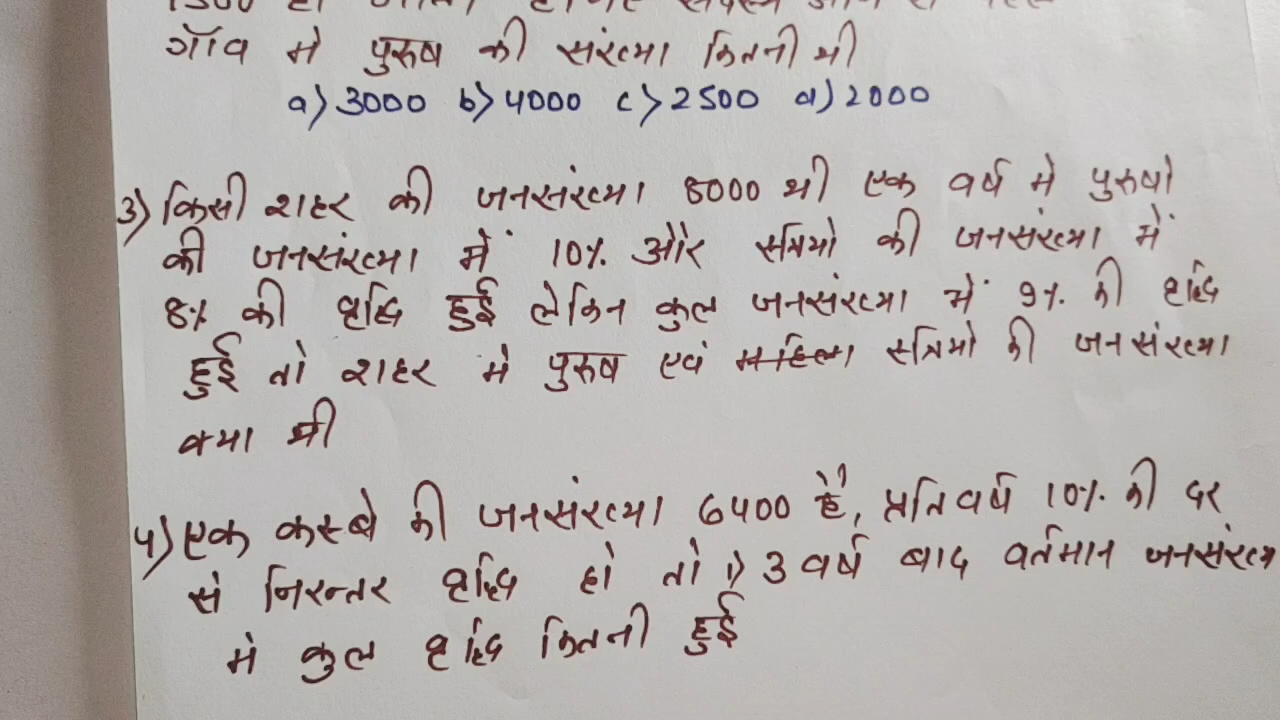 गॉव मे पुरुष की संख्या कितनी थी
a) 3000 b) 4000 c) 2500 d) 2000
3) किसी शहर की जनसंख्या 8000 थी एक वर्ष मे पुरुषो
की जनसंख्या में 10% और स्त्रियो की जनसंख्या में
8% की वृद्धि हुई लेकिन कुल जनसंख्या में 9% की वृद्धि
हुई तो शहर मे पुरुष एवं स्त्रियो की जनसंख्या
क्या थी
4) एक कस्बे की जनसंख्या 6400 है, प्रतिवर्ष 10% की दर
से निरन्तर वृद्धि हो तो 1) 3 वर्ष बाद वर्तमान जनसंख्या
मे कुल वृद्धि कितनी हुई